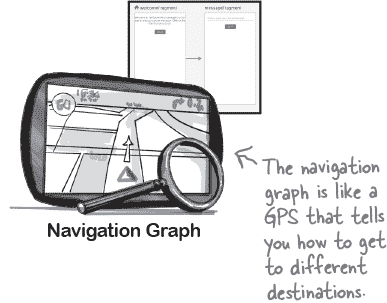 welcomeFragment
messageFragment
Navigation Graph
The navigation
graph is like a
GPS that tells
you how to get
to different
destinations.